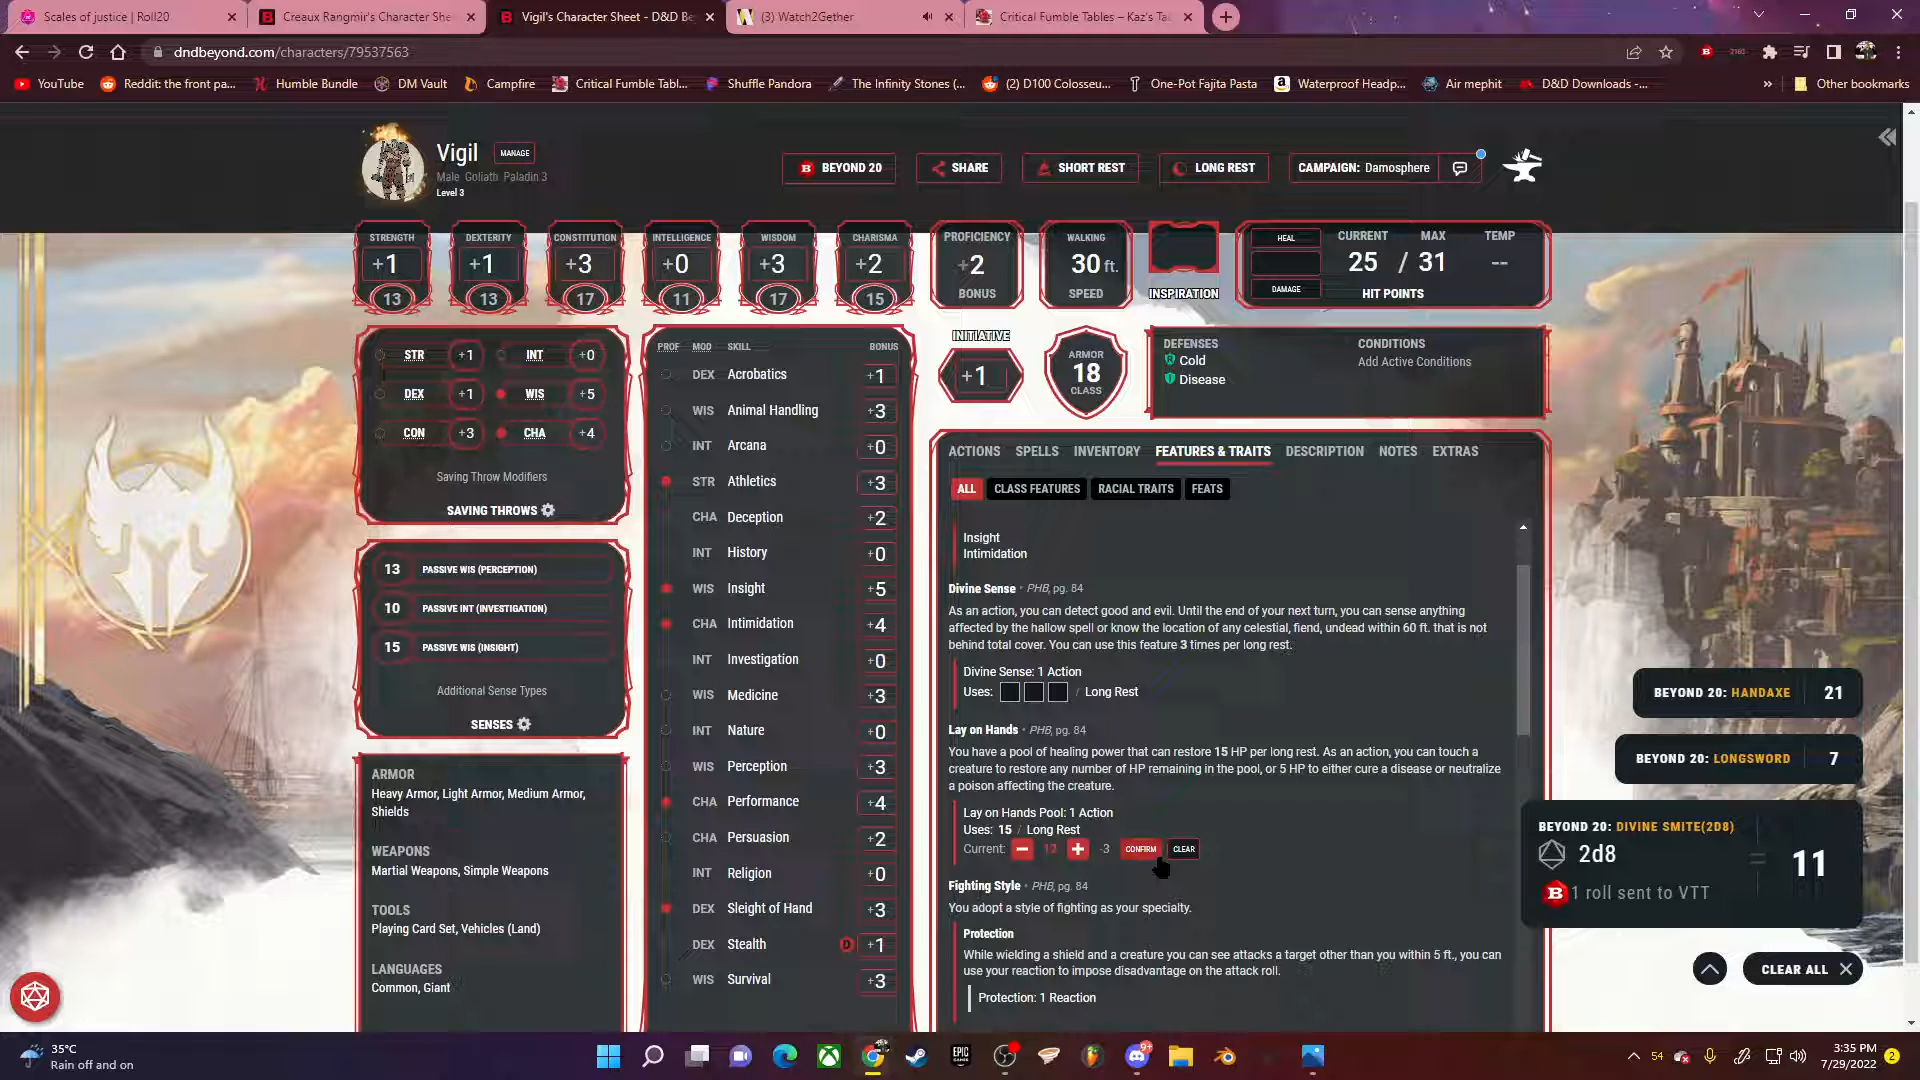 Scales of justice | Roll20
Creaux Rangmir's Character She
Vigil's Character Sheet - D&D Be
(3) Watch2Gether
Critical Fumble Tables – Kaz's Ta
dndbeyond.com/characters/79537563
YouTube
Reddit: the front pa...
Humble Bundle
DM Vault
Campfire
Critical Fumble Tabl...
Shuffle Pandora
The Infinity Stones (...
(2) D100 Colosseu...
One-Pot Fajita Pasta
Waterproof Headp...
Air mephit
D&D Downloads -...
Other bookmarks
Vigil
MANAGE
Male Goliath Paladin 3
Level 3
BEYOND 20
SHARE
SHORT REST
LONG REST
CAMPAIGN: Damosphere
STRENGTH
+1
13
DEXTERITY
+1
13
CONSTITUTION
+3
17
INTELLIGENCE
+0
11
WISDOM
+3
17
CHARISMA
+2
15
PROFICIENCY
+2
BONUS
WALKING
30 ft.
SPEED
INSPIRATION
HEAL
DAMAGE
CURRENT
MAX
TEMP
25 / 31 --
HIT POINTS
STR +1
INT +0
DEX +1
WIS +5
CON +3
CHA +4
Saving Throw Modifiers
SAVING THROWS
13 PASSIVE WIS (PERCEPTION)
10 PASSIVE INT (INVESTIGATION)
15 PASSIVE WIS (INSIGHT)
Additional Sense Types
SENSES
ARMOR
Heavy Armor, Light Armor, Medium Armor,
Shields
WEAPONS
Martial Weapons, Simple Weapons
TOOLS
Playing Card Set, Vehicles (Land)
LANGUAGES
Common, Giant
PROF MOD SKILL BONUS
DEX Acrobatics +1
WIS Animal Handling +3
INT Arcana +0
STR Athletics +3
CHA Deception +2
INT History +0
WIS Insight +5
CHA Intimidation +4
INT Investigation +0
WIS Medicine +3
INT Nature +0
WIS Perception +3
CHA Performance +4
CHA Persuasion +2
INT Religion +0
DEX Sleight of Hand +3
DEX Stealth D +1
WIS Survival +3
INITIATIVE
+1
ARMOR
18
CLASS
DEFENSES
Cold
Disease
CONDITIONS
Add Active Conditions
ACTIONS SPELLS INVENTORY FEATURES & TRAITS DESCRIPTION NOTES EXTRAS
ALL CLASS FEATURES RACIAL TRAITS FEATS
Insight
Intimidation
Divine Sense • PHB, pg. 84
As an action, you can detect good and evil. Until the end of your next turn, you can sense anything
affected by the hallow spell or know the location of any celestial, fiend, undead within 60 ft. that is not
behind total cover. You can use this feature 3 times per long rest.
Divine Sense: 1 Action
Uses: / Long Rest
Lay on Hands • PHB, pg. 84
You have a pool of healing power that can restore 15 HP per long rest. As an action, you can touch a
creature to restore any number of HP remaining in the pool, or 5 HP to either cure a disease or neutralize
a poison affecting the creature.
Lay on Hands Pool: 1 Action
Uses: 15 / Long Rest
Current: 12 -3 CONFIRM CLEAR
Fighting Style • PHB, pg. 84
You adopt a style of fighting as your specialty.
Protection
While wielding a shield and a creature you can see attacks a target other than you within 5 ft., you can
use your reaction to impose disadvantage on the attack roll.
Protection: 1 Reaction
BEYOND 20: HANDAXE 21
BEYOND 20: LONGSWORD 7
BEYOND 20: DIVINE SMITE(2D8)
2d8 = 11
1 roll sent to VTT
CLEAR ALL
35°C
Rain off and on
EPIC
GAMES
9+
54
3:35 PM
7/29/2022
2